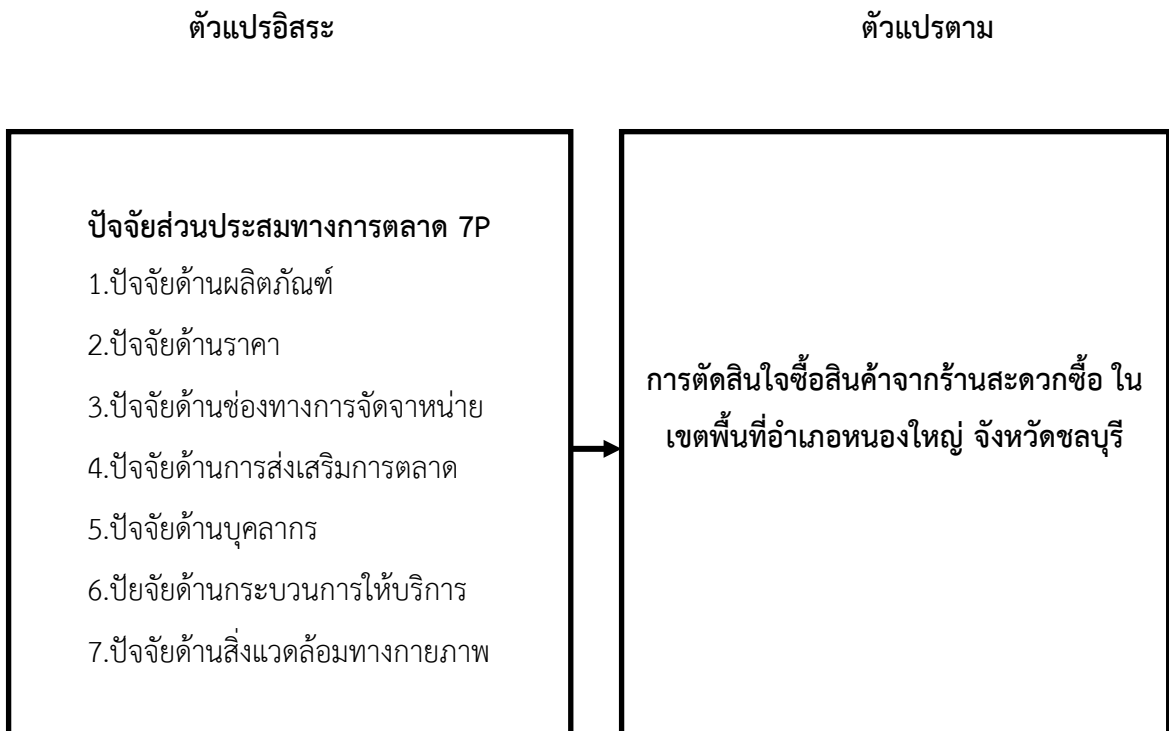 ตัวแปรอิสระ
ตัวแปรตาม
ปัจจัยส่วนประสมทางการตลาด 7P
1.ปัจจัยด้านผลิตภัณฑ์
2.ปัจจัยด้านราคา
3.ปัจจัยด้านช่องทางการจัดจาหน่าย
4.ปัจจัยด้านการส่งเสริมการตลาด
5.ปัจจัยด้านบุคลากร
6.ปัยจัยด้านกระบวนการให้บริการ
7.ปัจจัยด้านสิ่งแวดล้อมทางกายภาพ
การตัดสินใจซื้อสินค้าจากร้านสะดวกซื้อ ใน
เขตพื้นที่อำเภอหนองใหญ่ จังหวัดชลบุรี